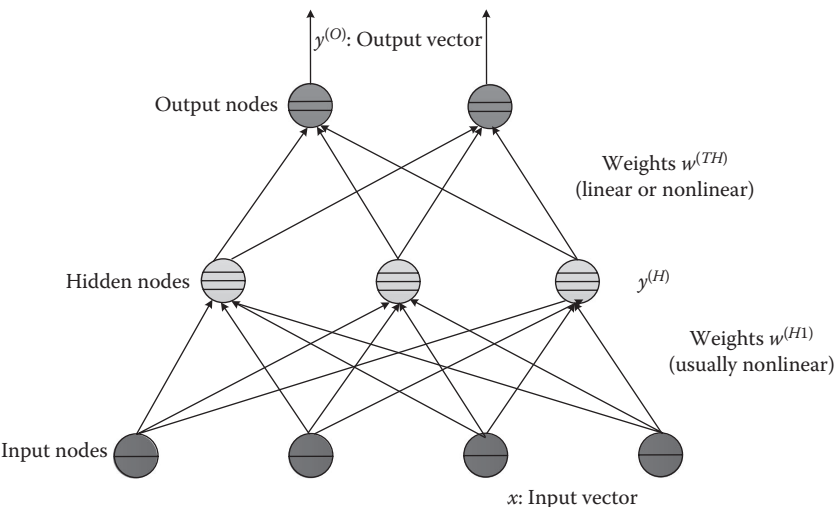 y^(O): Output vector
Output nodes
Weights w^(TH)
(linear or nonlinear)
Hidden nodes
y^(H)
Weights w^(H1)
(usually nonlinear)
Input nodes
x: Input vector